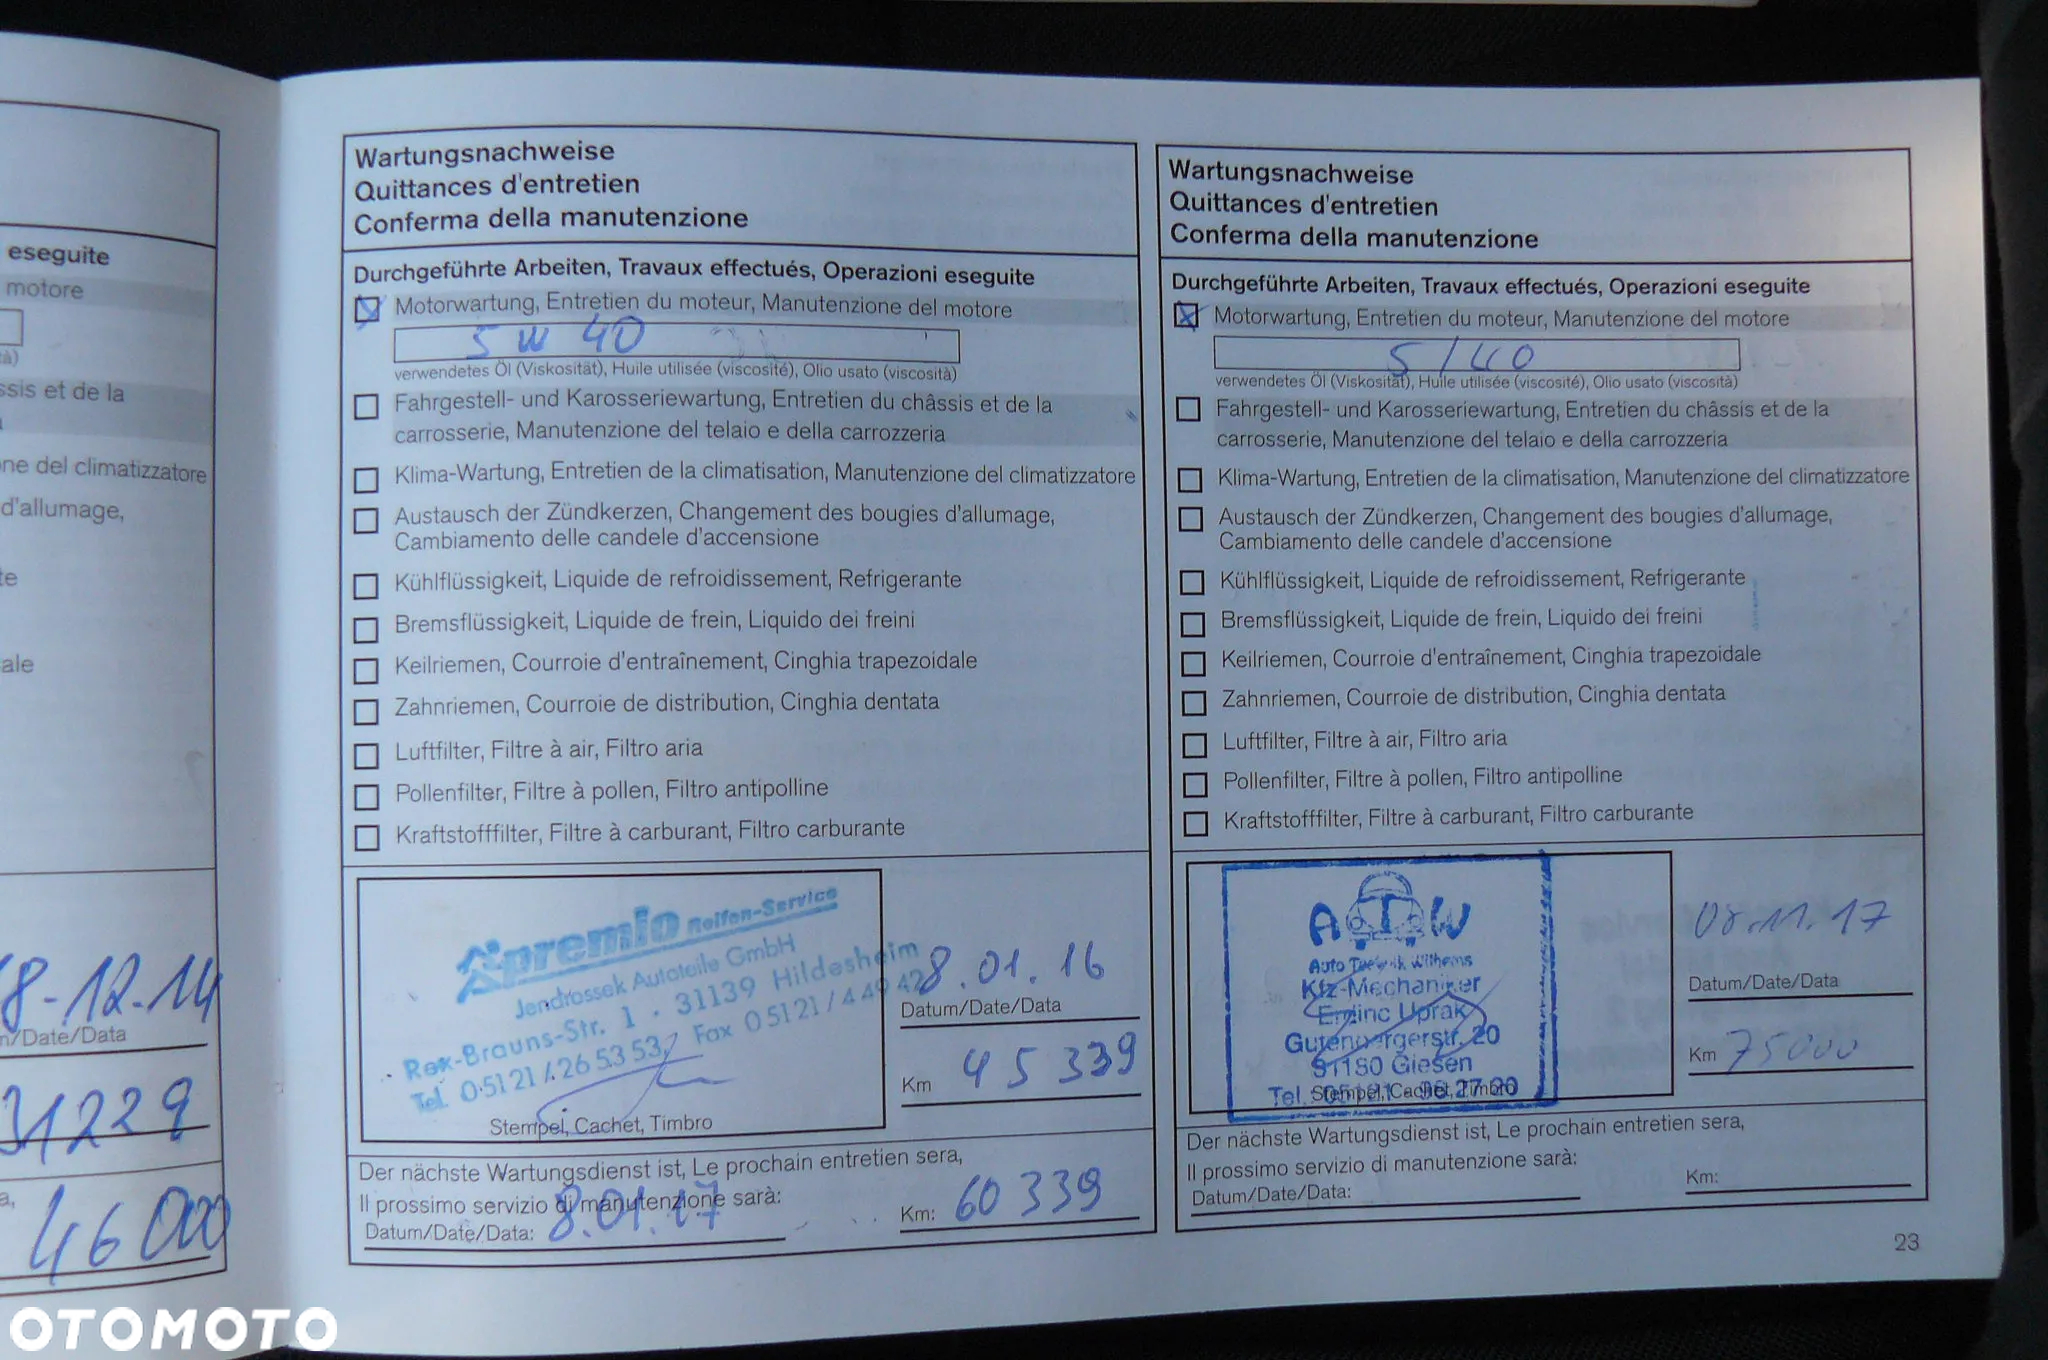 eseguite
motore
à)
ssis et de la
ne del climatizzatore
d'allumage,
te
ale
8-12-14
n/Date/Data
31229
a,
46000
Wartungsnachweise
Quittances d'entretien
Conferma della manutenzione
Durchgeführte Arbeiten, Travaux effectués, Operazioni eseguite
Motorwartung, Entretien du moteur, Manutenzione del motore
5 W 40
verwendetes Öl (Viskosität), Huile utilisée (viscosité), Olio usato (viscosità)
Fahrgestell- und Karosseriewartung, Entretien du châssis et de la
carrosserie, Manutenzione del telaio e della carrozzeria
Klima-Wartung, Entretien de la climatisation, Manutenzione del climatizzatore
Austausch der Zündkerzen, Changement des bougies d'allumage,
Cambiamento delle candele d'accensione
Kühlflüssigkeit, Liquide de refroidissement, Refrigerante
Bremsflüssigkeit, Liquide de frein, Liquido dei freini
Keilriemen, Courroie d'entraînement, Cinghia trapezoidale
Zahnriemen, Courroie de distribution, Cinghia dentata
Luftfilter, Filtre à air, Filtro aria
Pollenfilter, Filtre à pollen, Filtro antipolline
Kraftstofffilter, Filtre à carburant, Filtro carburante
premio Reifen-Service
Jendrossek Autoteile GmbH
Rex-Brauns-Str. 1 · 31139 Hildesheim
Tel. 0 51 21 / 26 53 53, Fax 0 51 21 / 4 49 42
Stempel, Cachet, Timbro
8.01.16
Datum/Date/Data
Km 45 339
Der nächste Wartungsdienst ist, Le prochain entretien sera,
Il prossimo servizio di manutenzione sarà:
Datum/Date/Data: 8.01.17
Km: 60 339
Wartungsnachweise
Quittances d'entretien
Conferma della manutenzione
Durchgeführte Arbeiten, Travaux effectués, Operazioni eseguite
Motorwartung, Entretien du moteur, Manutenzione del motore
5/40
verwendetes Öl (Viskosität), Huile utilisée (viscosité), Olio usato (viscosità)
Fahrgestell- und Karosseriewartung, Entretien du châssis et de la
carrosserie, Manutenzione del telaio e della carrozzeria
Klima-Wartung, Entretien de la climatisation, Manutenzione del climatizzatore
Austausch der Zündkerzen, Changement des bougies d'allumage,
Cambiamento delle candele d'accensione
Kühlflüssigkeit, Liquide de refroidissement, Refrigerante
Bremsflüssigkeit, Liquide de frein, Liquido dei freini
Keilriemen, Courroie d'entraînement, Cinghia trapezoidale
Zahnriemen, Courroie de distribution, Cinghia dentata
Luftfilter, Filtre à air, Filtro aria
Pollenfilter, Filtre à pollen, Filtro antipolline
Kraftstofffilter, Filtre à carburant, Filtro carburante
ATW
Auto Technik Wilhelms
Kfz-Mechaniker
Uprak
Gutenbergerstr. 20
31180 Giesen
Tel.
Stempel, Cachet, Timbro
08.11.17
Datum/Date/Data
Km 75000
Der nächste Wartungsdienst ist, Le prochain entretien sera,
Il prossimo servizio di manutenzione sarà:
Datum/Date/Data:
Km:
23
OTOMOTO